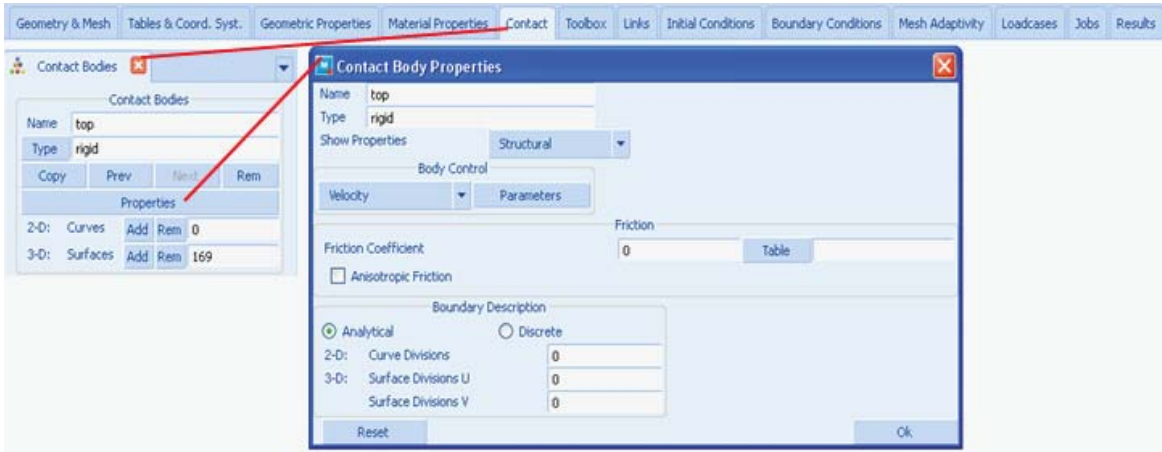 Geometry & Mesh Tables & Coord. Syst. Geometric Properties Material Properties Contact Toolbox Links Initial Conditions Boundary Conditions Mesh Adaptivity Loadcases Jobs Results
Contact Bodies
Contact Bodies
Name top
Type rigid
Copy Prev Next Rem
Properties
2-D: Curves Add Rem 0
3-D: Surfaces Add Rem 169
Contact Body Properties
Name top
Type rigid
Show Properties Structural
Body Control
Velocity Parameters
Friction
Friction Coefficient 0 Table
Anisotropic Friction
Boundary Description
Analytical Discrete
2-D: Curve Divisions 0
3-D: Surface Divisions U 0
Surface Divisions V 0
Reset Ok